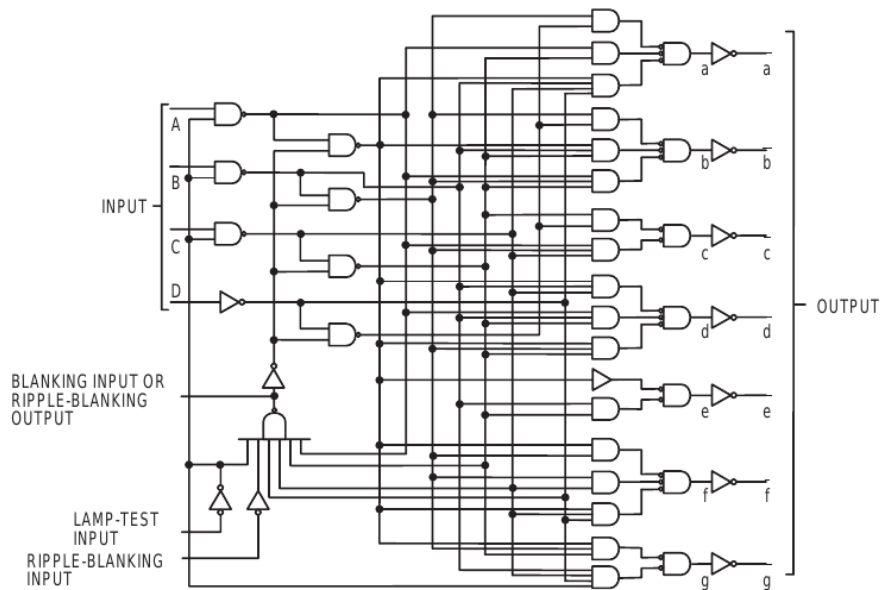 A
B
C
D
INPUT
BLANKING INPUT OR
RIPPLE-BLANKING
OUTPUT
LAMP-TEST
INPUT
RIPPLE-BLANKING
INPUT
a a
b b
c c
d d
e e
f f
g g
OUTPUT